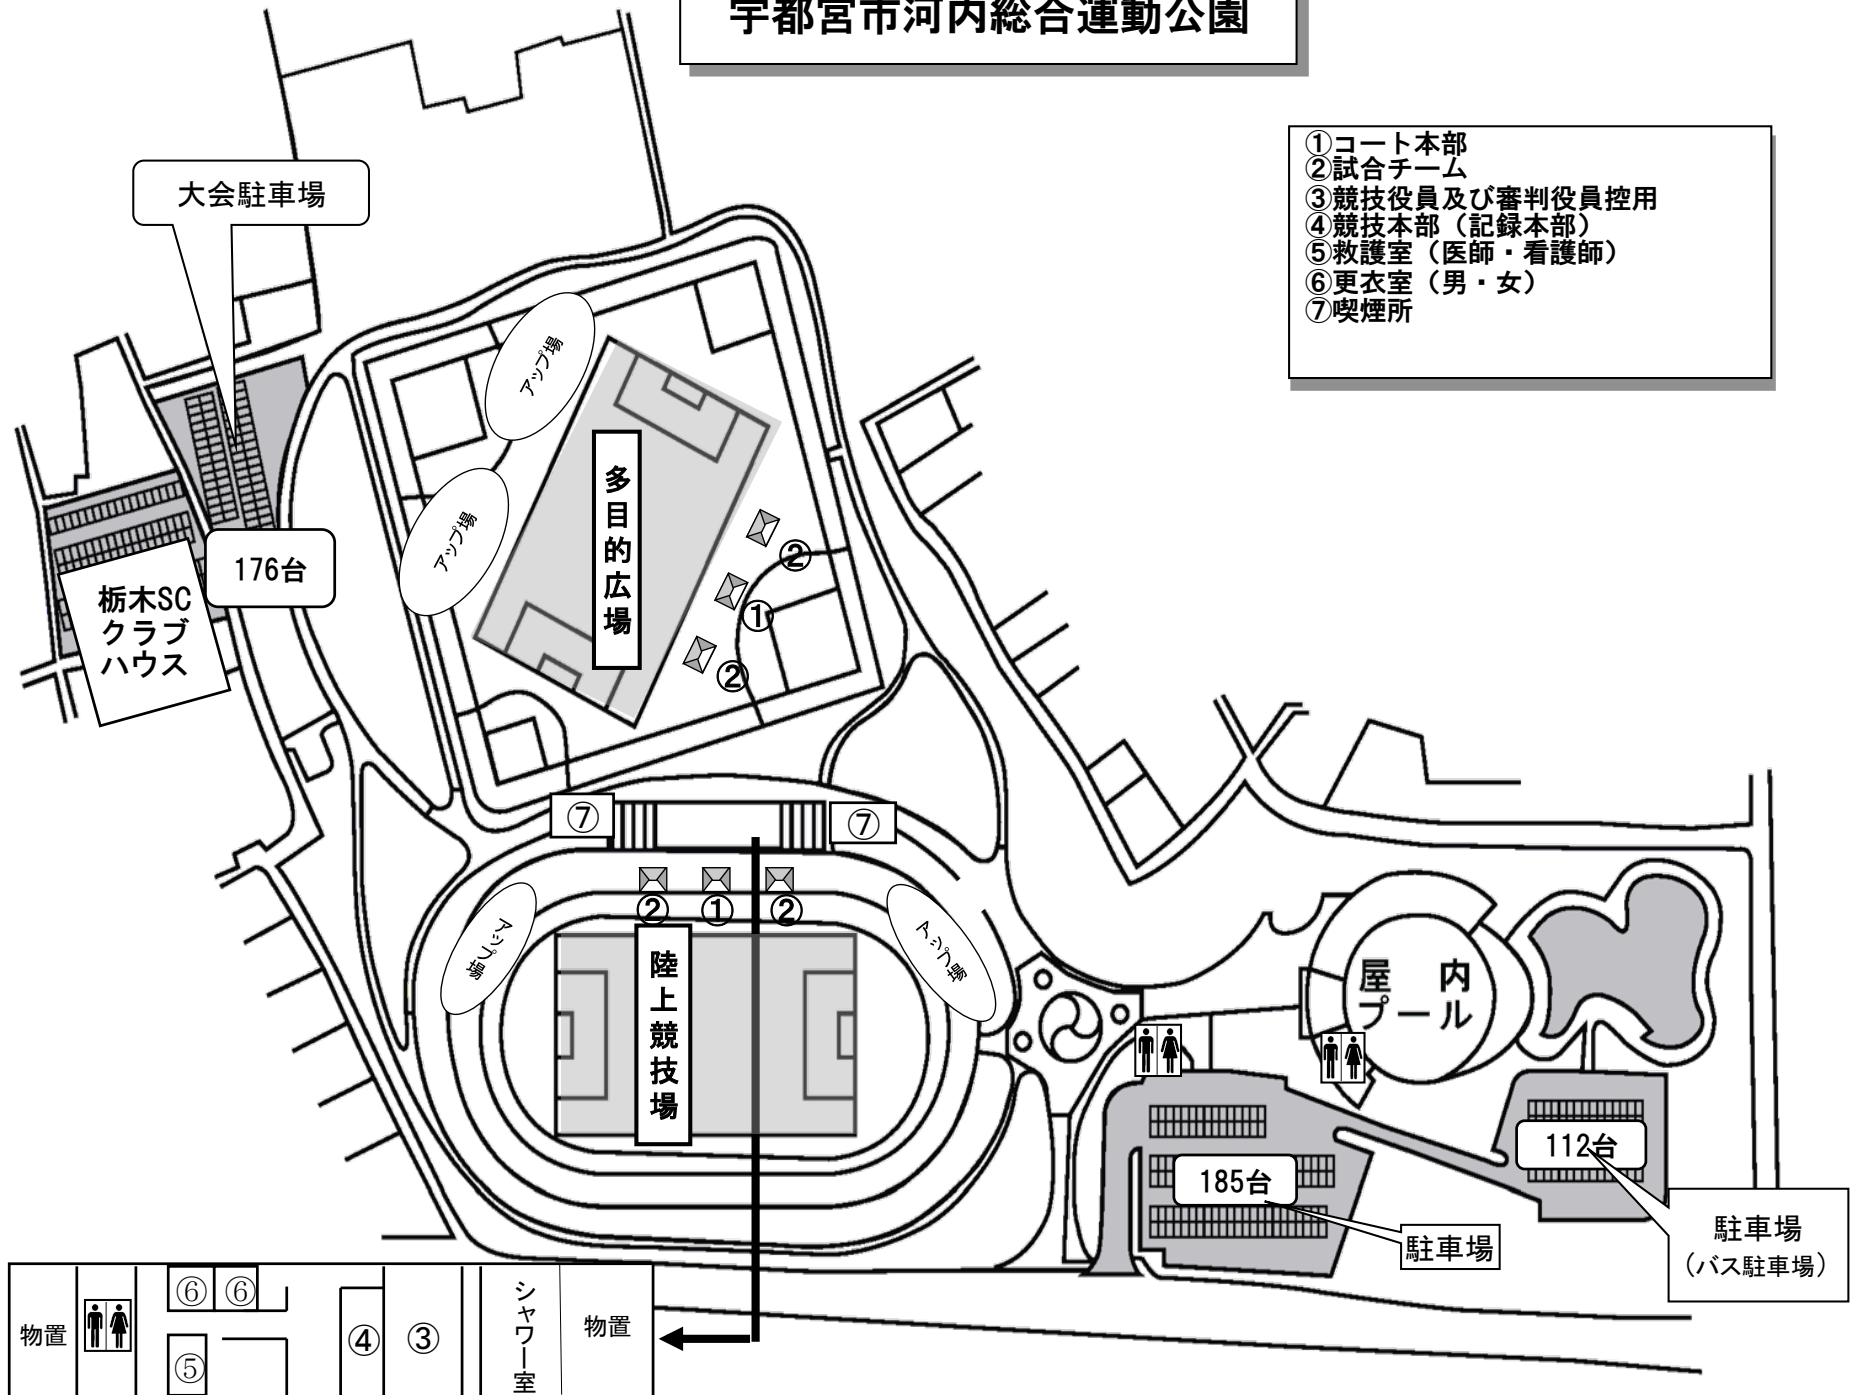 宇都宮市河内総合運動公園
①コート本部
②試合チーム
③競技役員及び審判役員控用
④競技本部（記録本部）
⑤救護室（医師・看護師）
⑥更衣室（男・女）
⑦喫煙所
大会駐車場
アップ場
アップ場
多目的広場
②
①
②
176台
栃木SC
クラブ
ハウス
⑦
⑦
②
①
②
アップ場
アップ場
陸上競技場
屋　内
プール
112台
185台
駐車場
駐車場
（バス駐車場）
物置
⑥
⑥
⑤
④
③
シャワー室
物置